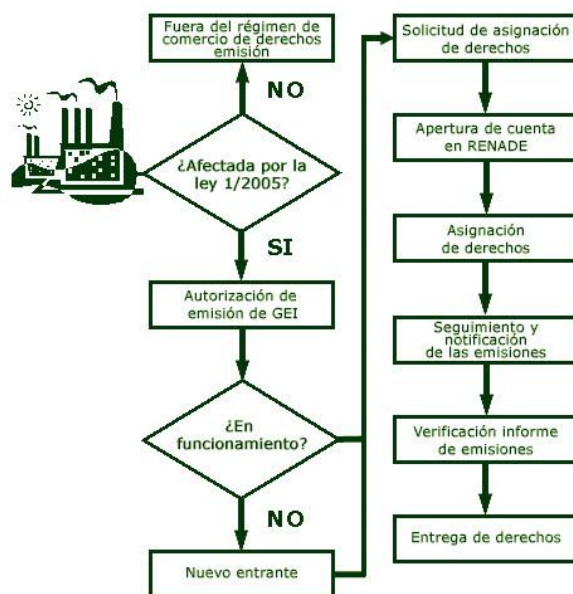 Fuera del régimen de
comercio de derechos
emisión
NO
¿Afectada por la
ley 1/2005?
SI
Autorización de
emisión de GEI
¿En
funcionamiento?
NO
Nuevo entrante
Solicitud de asignación
de derechos
Apertura de cuenta
en RENADE
Asignación
de derechos
Seguimiento y
notificación
de las emisiones
Verificación informe
de emisiones
Entrega de derechos